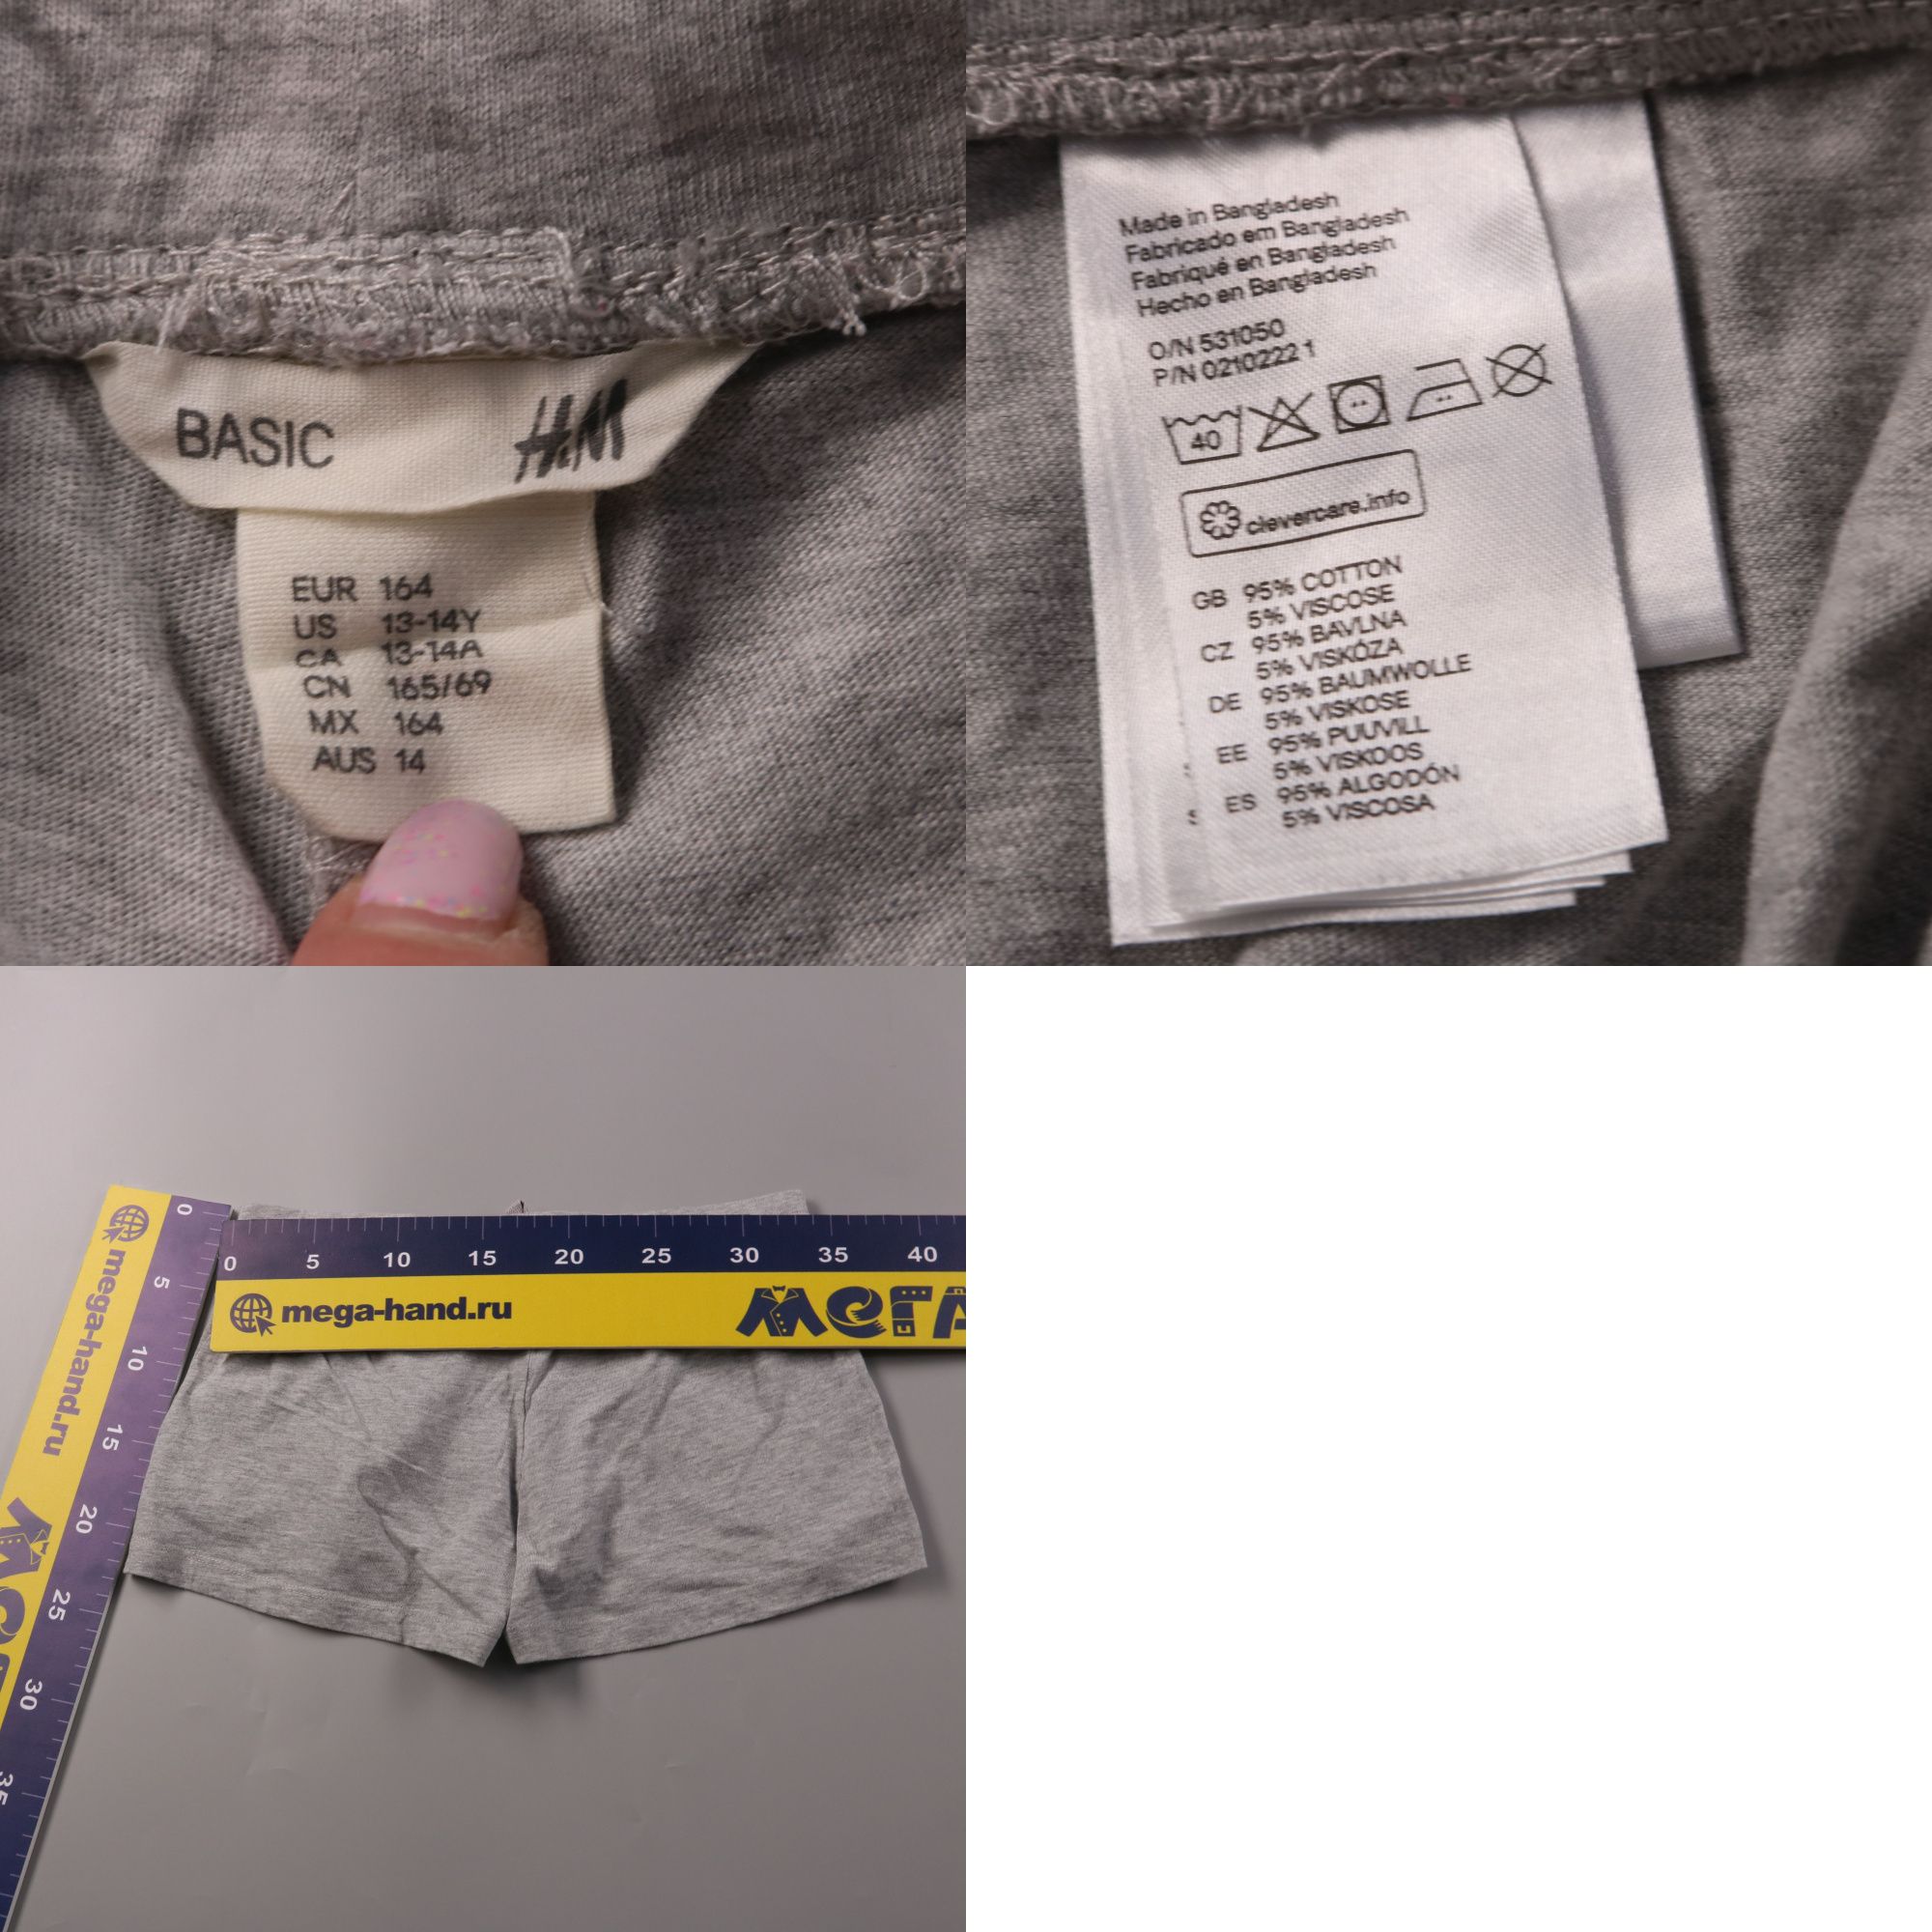 BASIC H&M
EUR 164
US 13-14Y
CA 13-14A
CN 165/69
MX 164
AUS 14
Made in Bangladesh
Fabricado em Bangladesh
Fabriqué en Bangladesh
Hecho en Bangladesh
O/N 531050
P/N 0210222 1
40
clevercare.info
GB 95% COTTON
5% VISCOSE
CZ 95% BAVLNA
5% VISKÓZA
DE 95% BAUMWOLLE
5% VISKOSE
EE 95% PUUVILL
5% VISKOOS
ES 95% ALGODÓN
5% VISCOSA
0 5 10 15 20 25 30 35
mega-hand.ru
0 5 10 15 20 25 30 35 40
mega-hand.ru МЕГА